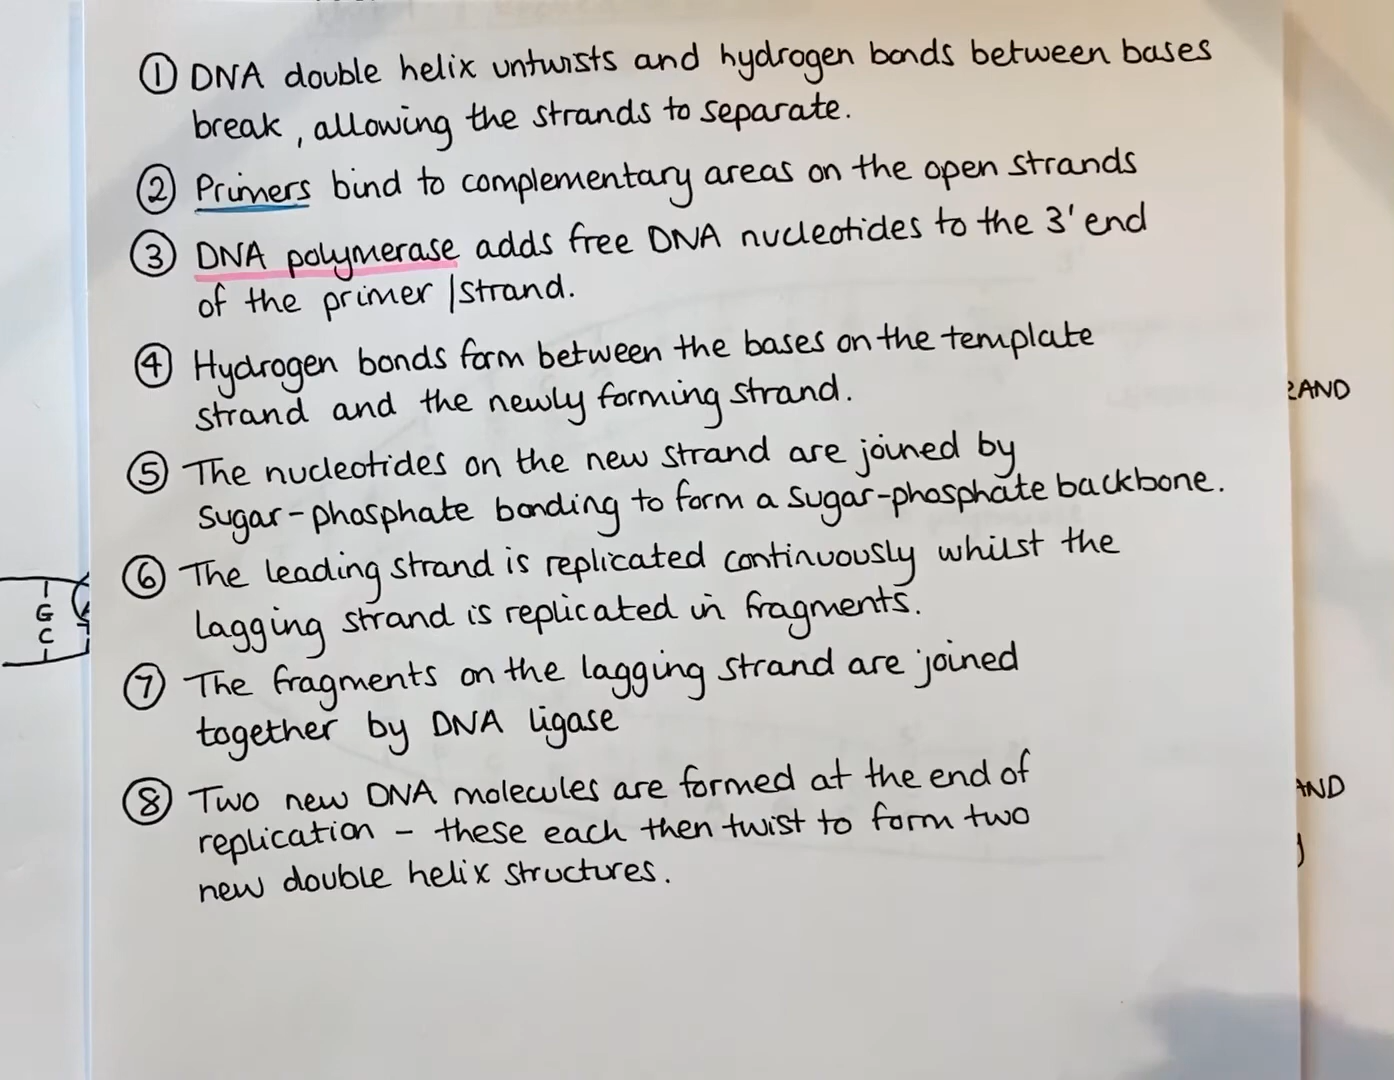 ① DNA double helix untwists and hydrogen bonds between bases
break, allowing the strands to separate.
② Primers bind to complementary areas on the open strands
③ DNA polymerase adds free DNA nucleotides to the 3' end
of the primer/strand.
④ Hydrogen bonds form between the bases on the template
strand and the newly forming strand.
⑤ The nucleotides on the new strand are joined by
sugar-phosphate bonding to form a sugar-phosphate backbone.
⑥ The leading strand is replicated continuously whilst the
lagging strand is replicated in fragments.
⑦ The fragments on the lagging strand are joined
together by DNA ligase
⑧ Two new DNA molecules are formed at the end of
replication - these each then twist to form two
new double helix structures.
G
C